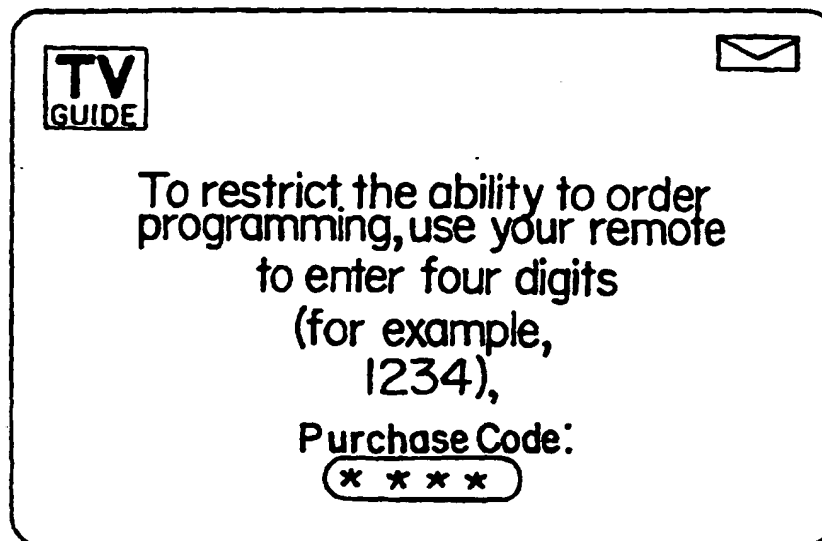 TV
GUIDE
To restrict the ability to order
programming, use your remote
to enter four digits
(for example,
1234),
Purchase Code:
* * * *